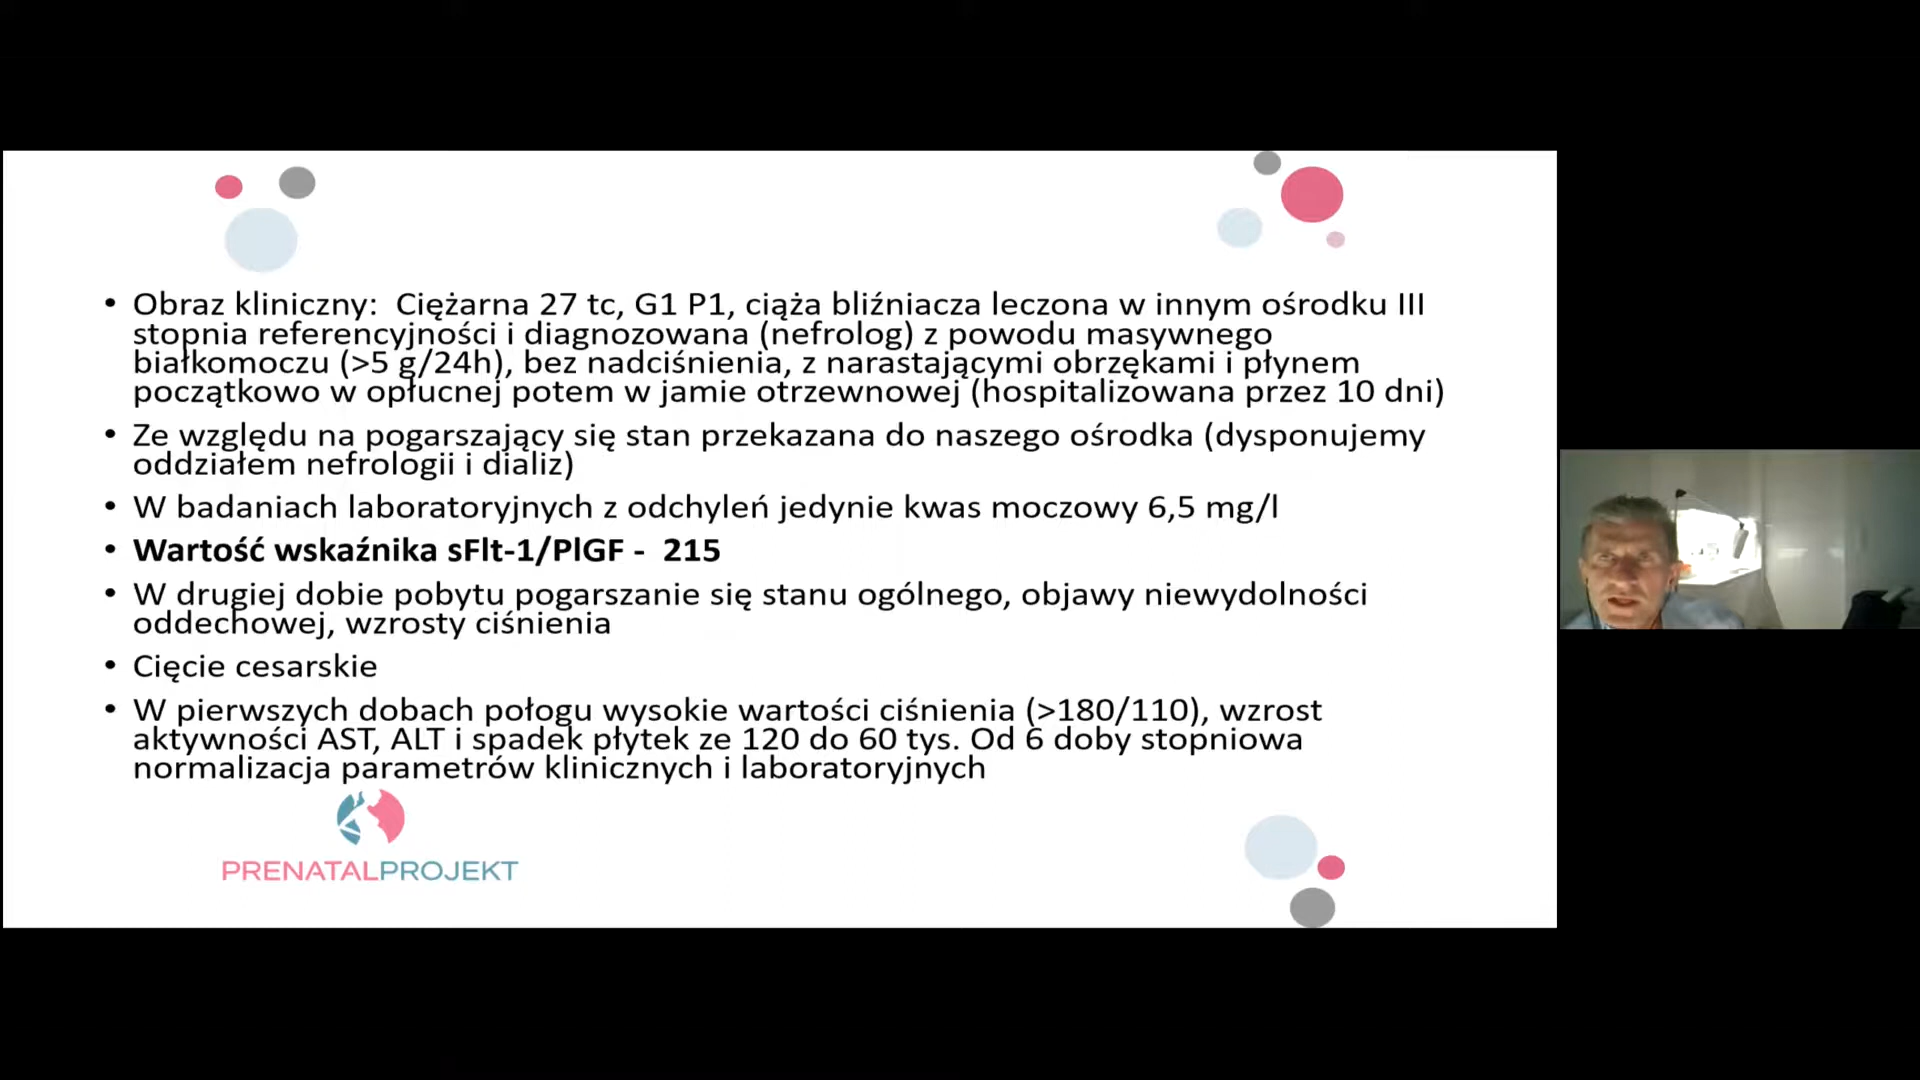 • Obraz kliniczny:  Ciężarna 27 tc, G1 P1, ciąża bliźniacza leczona w innym ośrodku III
stopnia referencyjności i diagnozowana (nefrolog) z powodu masywnego
białkomoczu (>5 g/24h), bez nadciśnienia, z narastającymi obrzękami i płynem
początkowo w opłucnej potem w jamie otrzewnowej (hospitalizowana przez 10 dni)
• Ze względu na pogarszający się stan przekazana do naszego ośrodka (dysponujemy
oddziałem nefrologii i dializ)
• W badaniach laboratoryjnych z odchyleń jedynie kwas moczowy 6,5 mg/l
• Wartość wskaźnika sFlt-1/PlGF -  215
• W drugiej dobie pobytu pogarszanie się stanu ogólnego, objawy niewydolności
oddechowej, wzrosty ciśnienia
• Cięcie cesarskie
• W pierwszych dobach połogu wysokie wartości ciśnienia (>180/110), wzrost
aktywności AST, ALT i spadek płytek ze 120 do 60 tys. Od 6 doby stopniowa
normalizacja parametrów klinicznych i laboratoryjnych
PRENATALPROJEKT